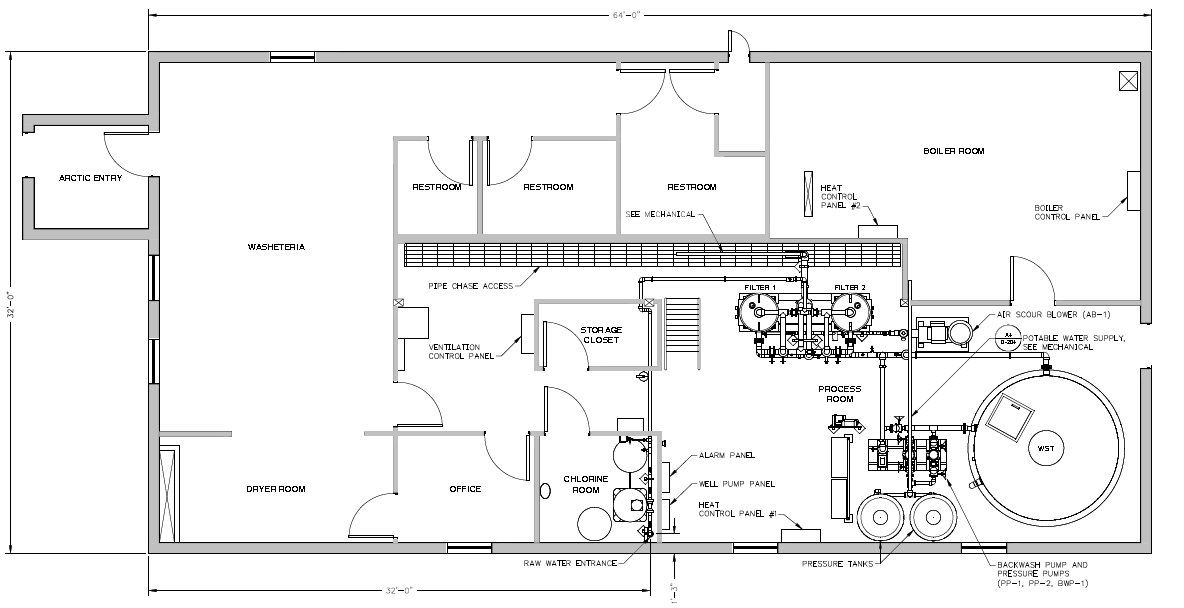 64'-0"
ARCTIC ENTRY
RESTROOM
RESTROOM
RESTROOM
BOILER ROOM
HEAT
CONTROL
PANEL #2
BOILER
CONTROL PANEL
SEE MECHANICAL
WASHETERIA
32'-0"
PIPE CHASE ACCESS
FILTER 1
FILTER 2
AIR SCOUR BLOWER (AB-1)
POTABLE WATER SUPPLY,
SEE MECHANICAL
STORAGE
CLOSET
VENTILATION
CONTROL PANEL
PROCESS
ROOM
WST
ALARM PANEL
WELL PUMP PANEL
HEAT
CONTROL PANEL #1
DRYER ROOM
OFFICE
CHLORINE
ROOM
RAW WATER ENTRANCE
PRESSURE TANKS
BACKWASH PUMP AND
PRESSURE PUMPS
(PP-1, PP-2, BWP-1)
32'-0"